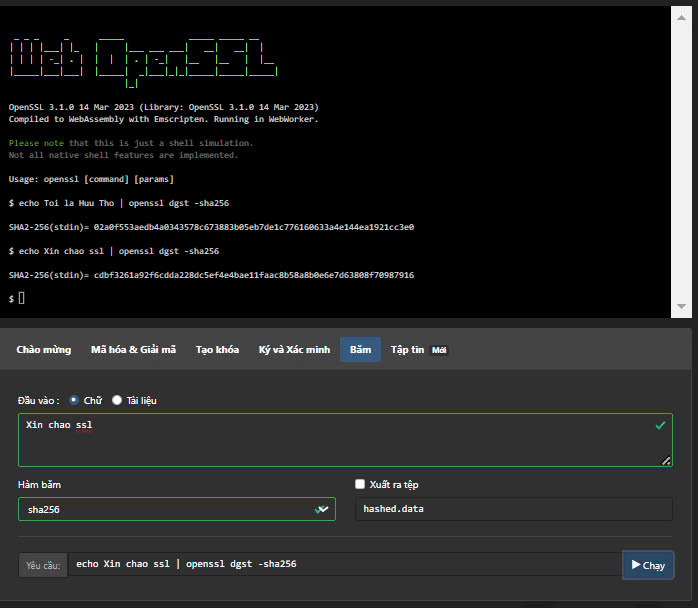 Web OpenSSL
OpenSSL 3.1.0 14 Mar 2023 (Library: OpenSSL 3.1.0 14 Mar 2023)
Compiled to WebAssembly with Emscripten. Running in WebWorker.
Please note that this is just a shell simulation.
Not all native shell features are implemented.
Usage: openssl [command] [params]
$ echo Toi la Huu Tho | openssl dgst -sha256
SHA2-256(stdin)= 02a0f553aedb4a0343578c673883b05eb7de1c776160633a4e144ea1921cc3e0
$ echo Xin chao ssl | openssl dgst -sha256
SHA2-256(stdin)= cdbf3261a92f6cdda228dc5ef4e4bae11faac8b58a8b0e6e7d63808f70987916
$
Chào mừng Mã hóa & Giải mã Tạo khóa Ký và Xác minh Băm Tập tin Mới
Đầu vào : Chữ Tài liệu
Xin chao ssl
Hàm băm Xuất ra tệp
sha256 hashed.data
Yêu cầu: echo Xin chao ssl | openssl dgst -sha256 Chạy